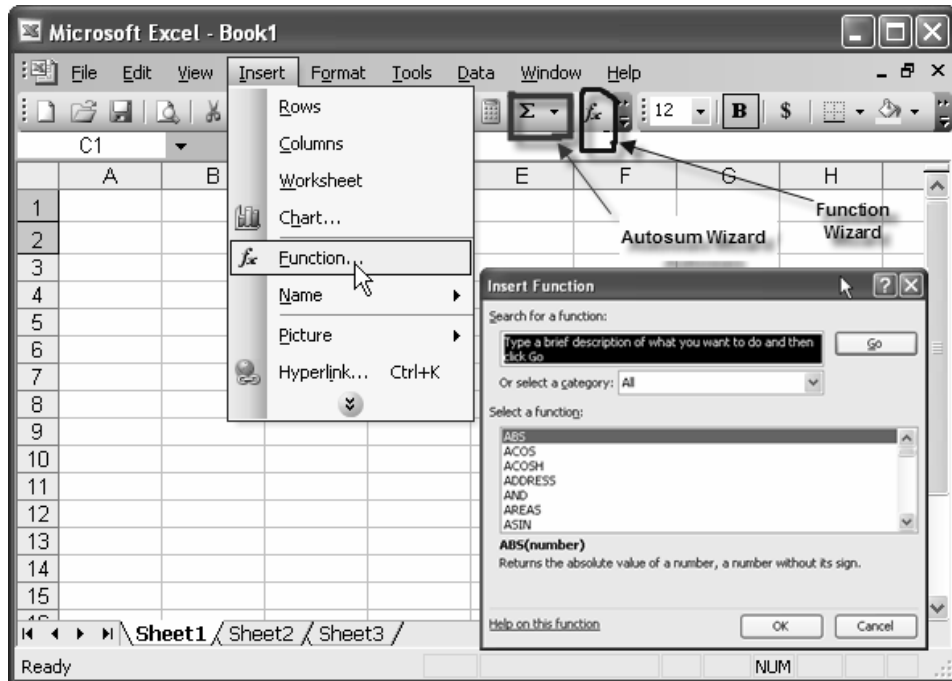 Microsoft Excel - Book1
File Edit View Insert Format Tools Data Window Help
Σ fx 12 B $
C1
A B E F G H
Rows
Columns
Worksheet
Chart...
fx Function...
Name
Picture
Hyperlink... Ctrl+K
Autosum Wizard
Function
Wizard
1
2
3
4
5
6
7
8
9
10
11
12
13
14
15
Insert Function
Search for a function:
Type a brief description of what you want to do and then
click Go
Go
Or select a category: All
Select a function:
ABS
ACOS
ACOSH
ADDRESS
AND
AREAS
ASIN
ABS(number)
Returns the absolute value of a number, a number without its sign.
Help on this function
OK Cancel
Sheet1 / Sheet2 / Sheet3 /
Ready NUM